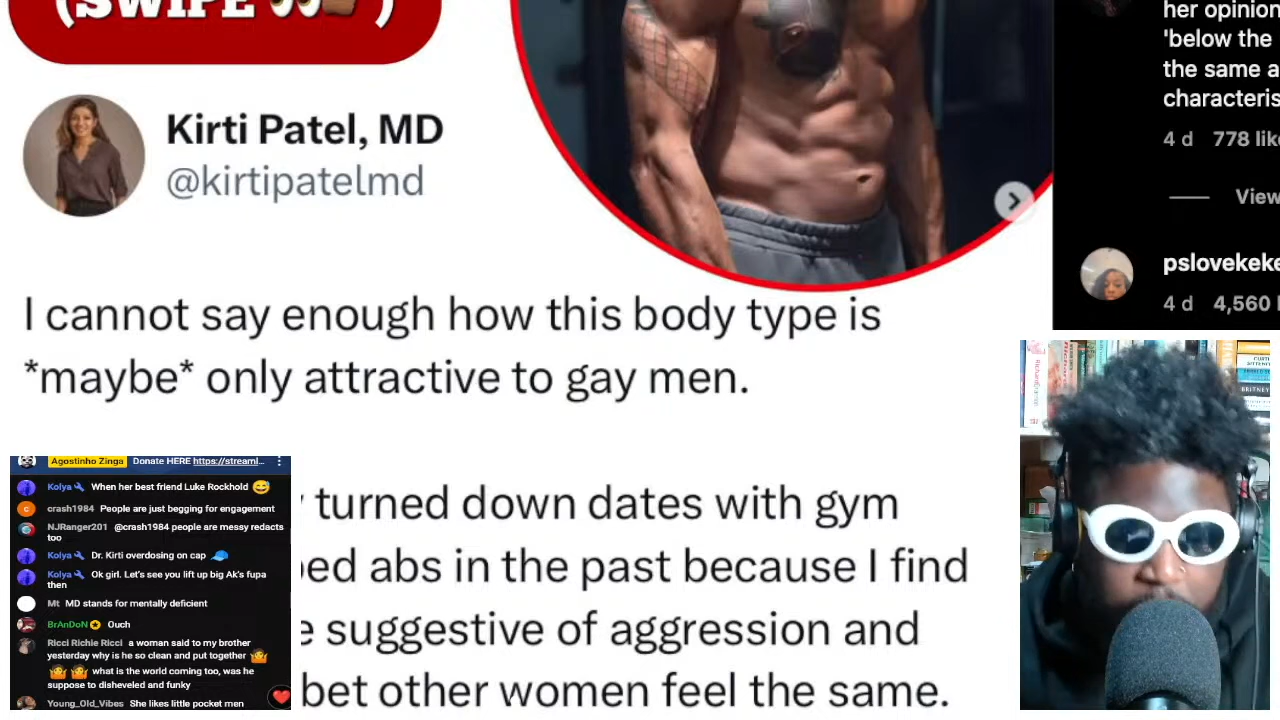 (SWIPE 👀 )
Kirti Patel, MD
@kirtipatelmd
I cannot say enough how this body type is
*maybe* only attractive to gay men.
turned down dates with gym
ed abs in the past because I find
suggestive of aggression and
bet other women feel the same.
Agostinho Zinga Donate HERE https://streaml...
Kolya When her best friend Luke Rockhold 😅
crash1984 People are just begging for engagement
NJRanger201 @crash1984 people are messy redacts
too
Kolya Dr. Kirti overdosing on cap 🧢
Kolya Ok girl. Let's see you lift up big Ak's fupa
then
Mt MD stands for mentally deficient
BrAnDoN Ouch
Ricci Richie Ricci a woman said to my brother
yesterday why is he so clean and put together 🤷
🤷 🤷 what is the world coming too, was he
suppose to disheveled and funky
Young_Old_Vibes She likes little pocket men
her opinion
'below the
the same a
characteris
4 d 778 lik
View
pslovekeke
4 d 4,560